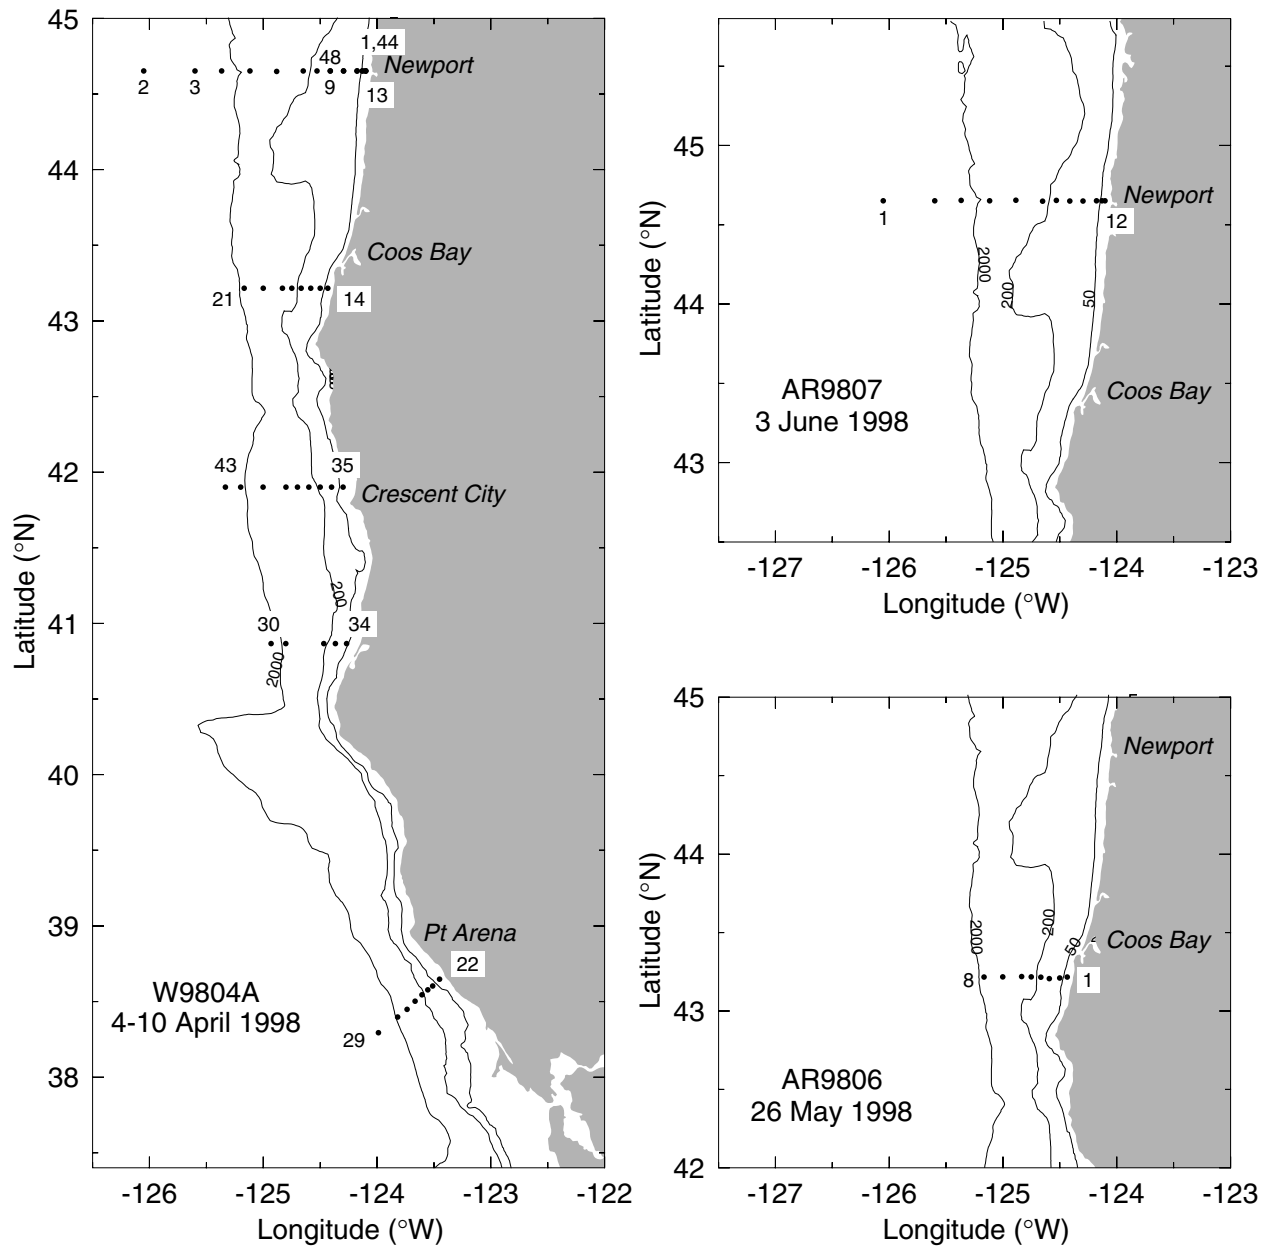 45
44
43
42
41
40
39
38
-126
-125
-124
-123
-122
Latitude (°N)
Longitude (°W)
1,44
48
Newport
2
3
9
13
Coos Bay
21
14
43
35
Crescent City
200
30
34
2000
Pt Arena
22
W9804A
4-10 April 1998
29
45
44
43
-127
-126
-125
-124
-123
Latitude (°N)
Longitude (°W)
Newport
1
12
2000
200
50
AR9807
3 June 1998
Coos Bay
45
44
43
42
-127
-126
-125
-124
-123
Latitude (°N)
Longitude (°W)
Newport
2000
200
50
Coos Bay
8
1
AR9806
26 May 1998